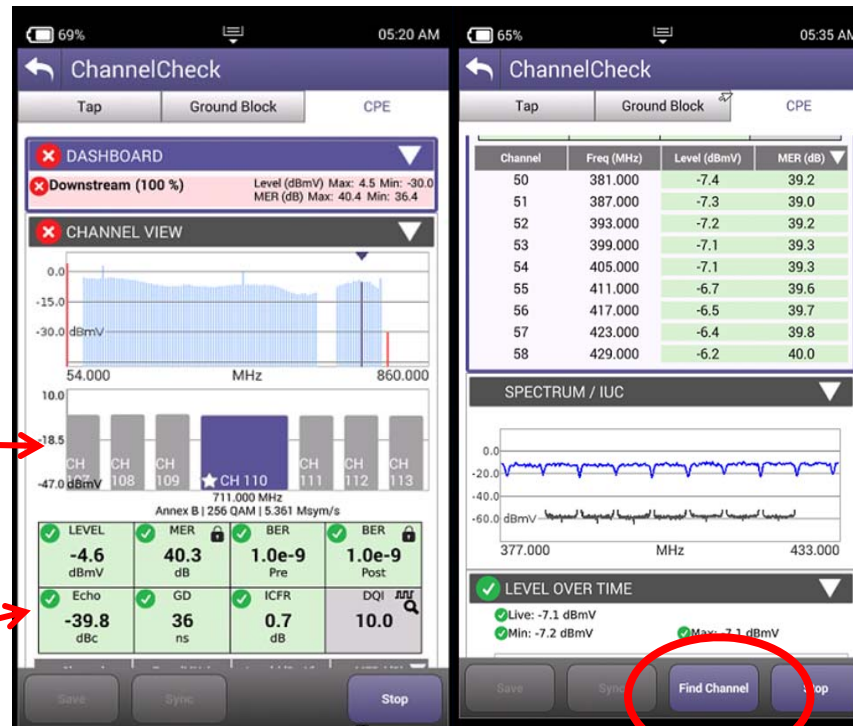 69%
05:20 AM
ChannelCheck
Tap Ground Block CPE
DASHBOARD
Downstream (100 %) Level (dBmV) Max: 4.5 Min: -30.0
MER (dB) Max: 40.4 Min: 36.4
CHANNEL VIEW
0.0
-15.0
-30.0 dBmV
54.000 MHz 860.000
10.0
-18.5
-47.0 dBmV
CH CH 108 CH 109 CH 110 CH 111 CH 112 CH 113
711.000 MHz
Annex B | 256 QAM | 5.361 Msym/s
LEVEL MER BER BER
-4.6 40.3 1.0e-9 1.0e-9
dBmV dB Pre Post
Echo GD ICFR DQI
-39.8 36 0.7 10.0
dBc ns dB
Save Sync Stop
65%
05:35 AM
ChannelCheck
Tap Ground Block CPE
Channel Freq (MHz) Level (dBmV) MER (dB)
50 381.000 -7.4 39.2
51 387.000 -7.3 39.0
52 393.000 -7.2 39.2
53 399.000 -7.1 39.3
54 405.000 -7.1 39.3
55 411.000 -6.7 39.6
56 417.000 -6.5 39.7
57 423.000 -6.4 39.8
58 429.000 -6.2 40.0
SPECTRUM / IUC
0.0
-20.0
-40.0
-60.0 dBmV
377.000 MHz 433.000
LEVEL OVER TIME
Live: -7.1 dBmV
Min: -7.2 dBmV Max: -7.1 dBmV
Save Sync Find Channel Stop